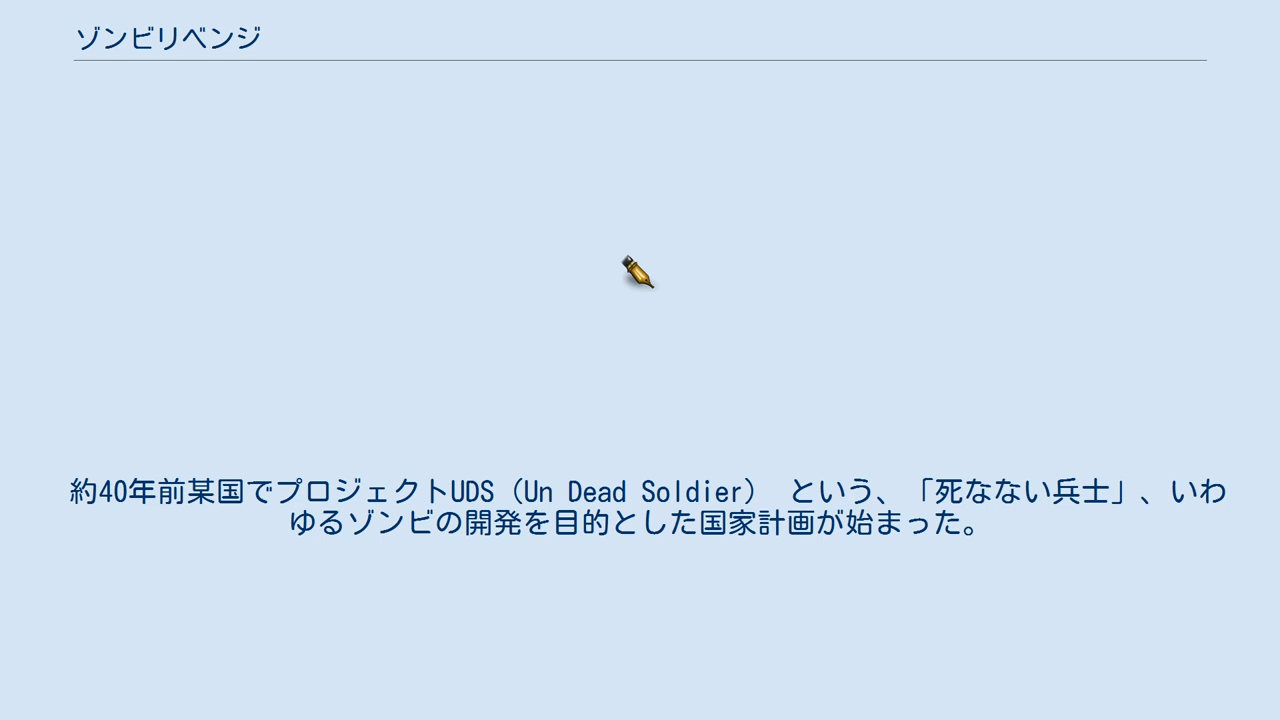 ゾンビリベンジ
約40年前某国でプロジェクトUDS（Un Dead Soldier） という、「死なない兵士」、いわ
ゆるゾンビの開発を目的とした国家計画が始まった。